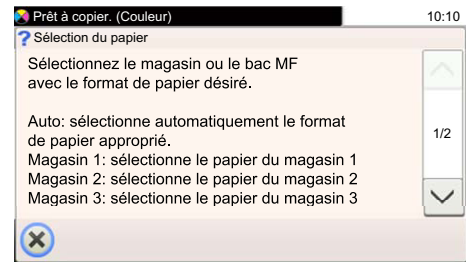 Prêt à copier. (Couleur)
10:10
? Sélection du papier
Sélectionnez le magasin ou le bac MF
avec le format de papier désiré.
Auto: sélectionne automatiquement le format
de papier approprié.
1/2
Magasin 1: sélectionne le papier du magasin 1
Magasin 2: sélectionne le papier du magasin 2
Magasin 3: sélectionne le papier du magasin 3